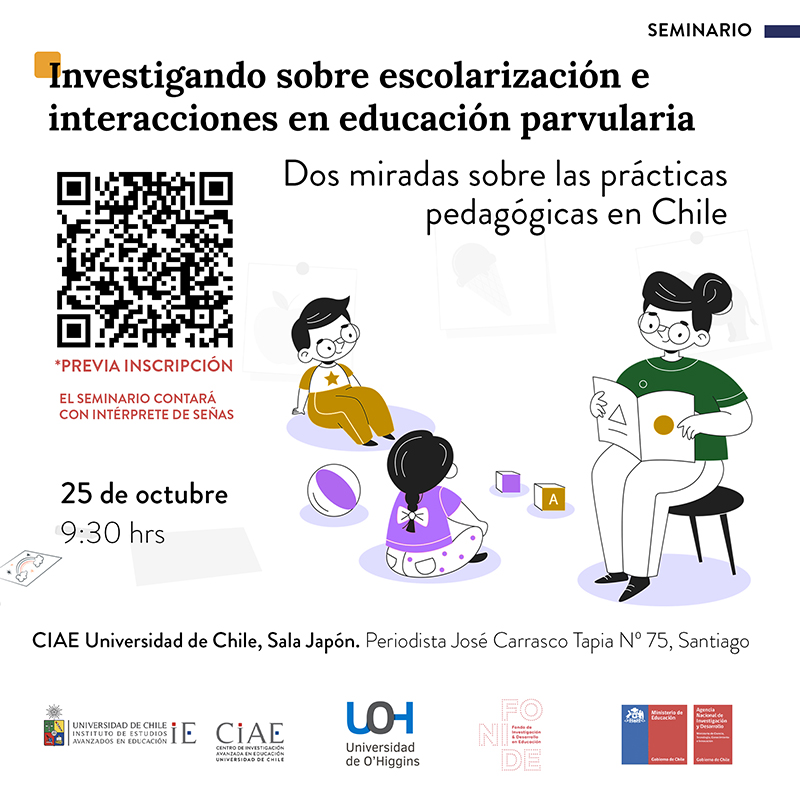 SEMINARIO
Investigando sobre escolarización e
interacciones en educación parvularia
Dos miradas sobre las prácticas
pedagógicas en Chile
*PREVIA INSCRIPCIÓN
EL SEMINARIO CONTARÁ
CON INTÉRPRETE DE SEÑAS
25 de octubre
9:30 hrs
A
CIAE Universidad de Chile, Sala Japón. Periodista José Carrasco Tapia Nº 75, Santiago
UNIVERSIDAD DE CHILE
INSTITUTO DE ESTUDIOS
AVANZADOS EN EDUCACIÓN
iE
CiAE
CENTRO DE INVESTIGACIÓN
AVANZADA EN EDUCACIÓN
UNIVERSIDAD DE CHILE
UOH
Universidad
de O'Higgins
FO
NI
DE
Fondo de
Investigación
& Desarrollo
en Educación
Ministerio de
Educación
Gobierno de Chile
Agencia
Nacional de
Investigación
y Desarrollo
Gobierno de Chile